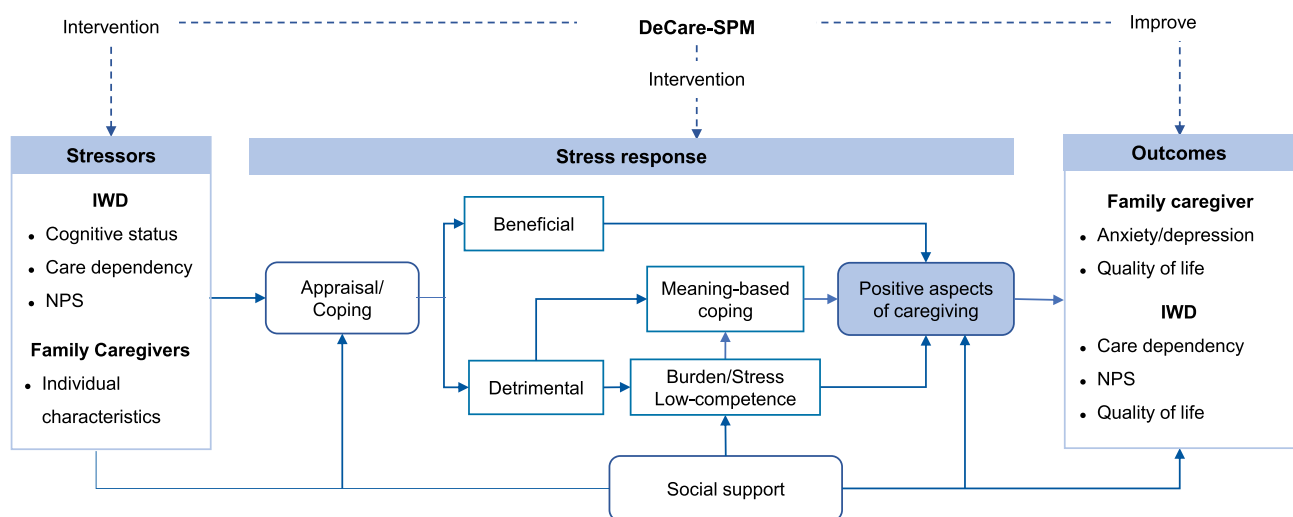 Intervention
DeCare-SPM
Improve
Intervention
Stressors
Stress response
Outcomes
IWD
• Cognitive status
• Care dependency
• NPS
Family Caregivers
• Individual
characteristics
Appraisal/
Coping
Beneficial
Detrimental
Meaning-based
coping
Burden/Stress
Low-competence
Positive aspects
of caregiving
Social support
Family caregiver
• Anxiety/depression
• Quality of life
IWD
• Care dependency
• NPS
• Quality of life